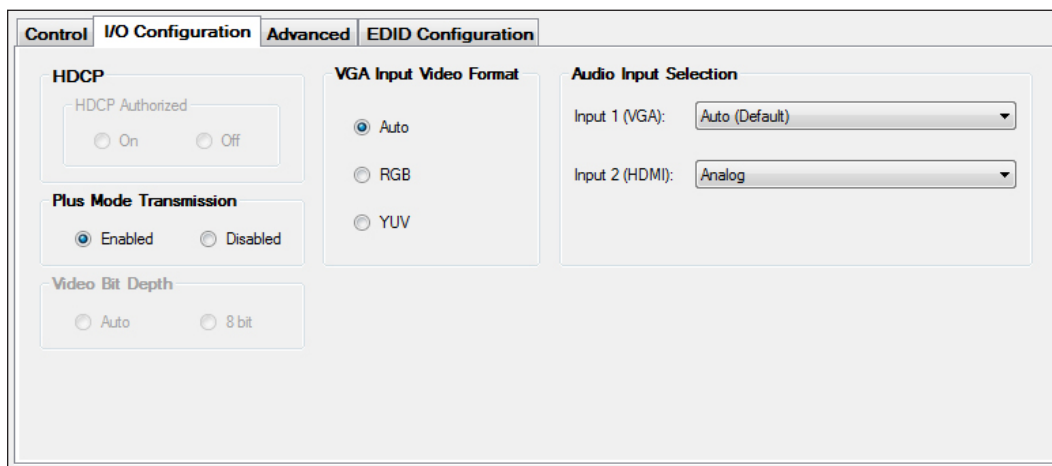 Control I/O Configuration Advanced EDID Configuration
HDCP
HDCP Authorized
On Off
Plus Mode Transmission
Enabled Disabled
Video Bit Depth
Auto 8 bit
VGA Input Video Format
Auto
RGB
YUV
Audio Input Selection
Input 1 (VGA): Auto (Default)
Input 2 (HDMI): Analog